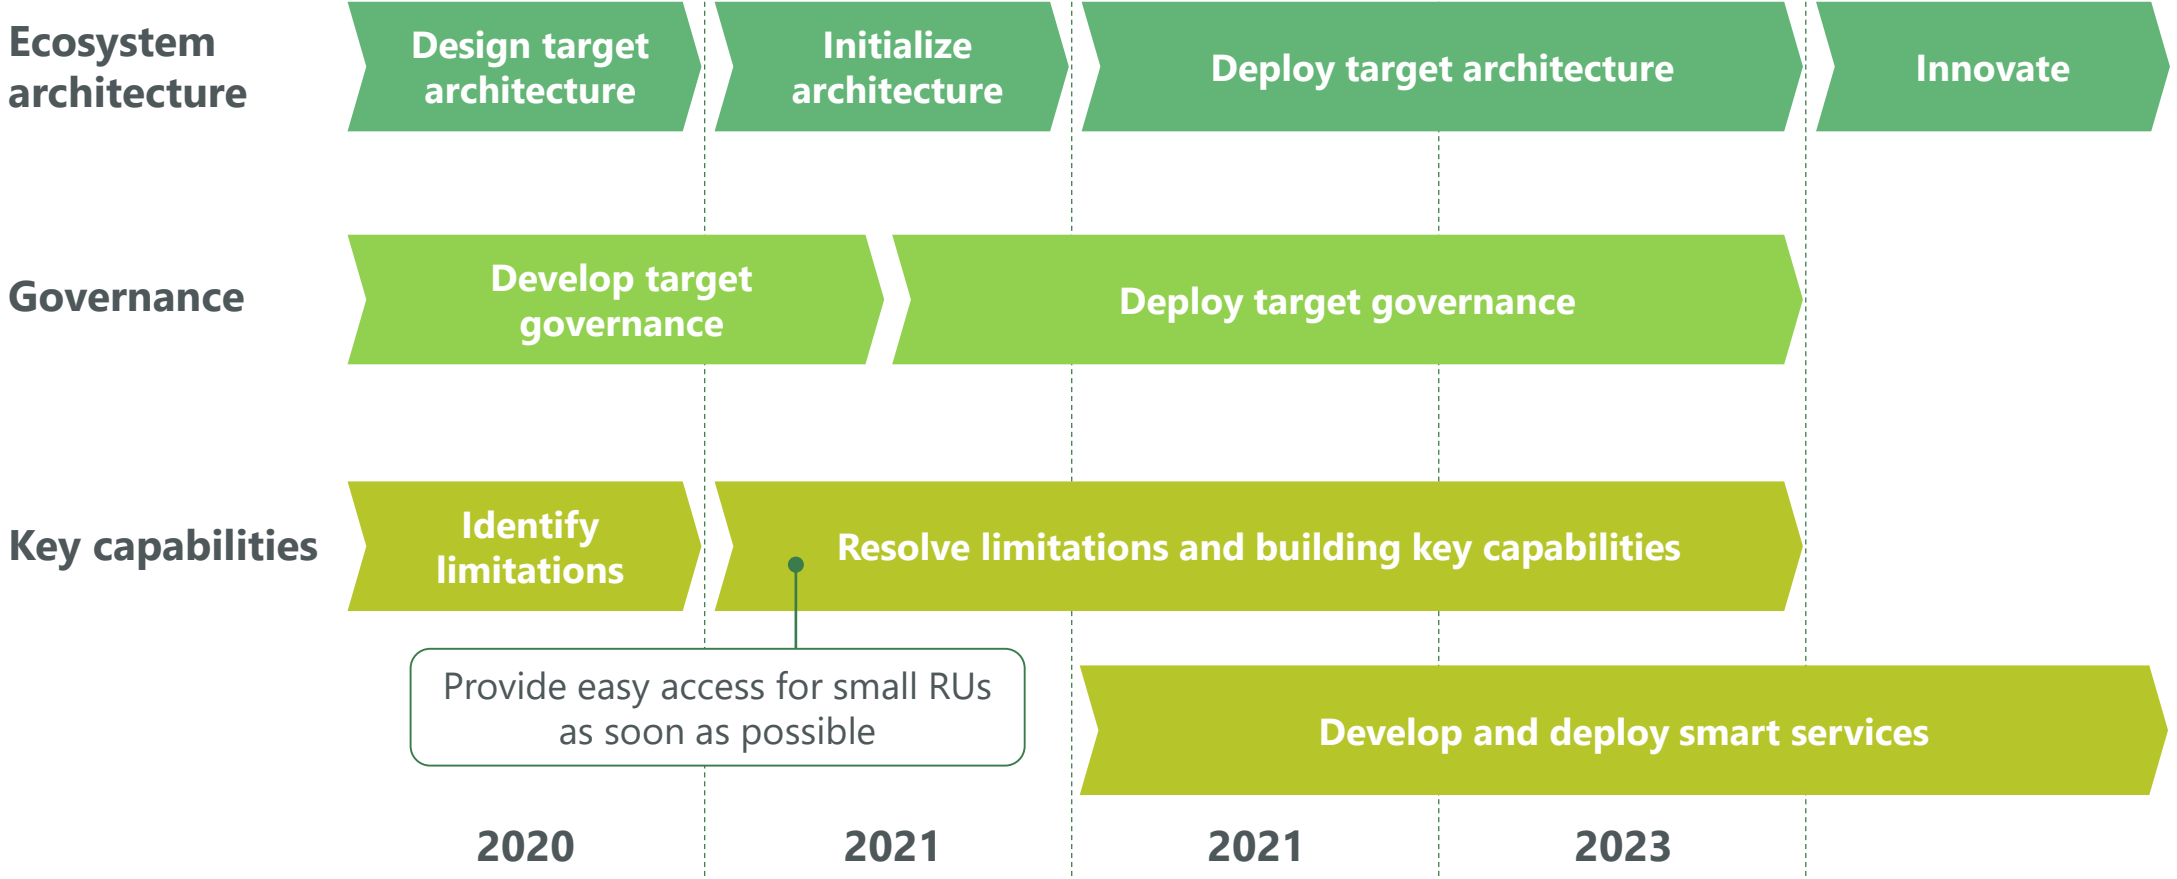 Ecosystem
architecture
Design target
architecture
Initialize
architecture
Deploy target architecture
Innovate
Governance
Develop target
governance
Deploy target governance
Key capabilities
Identify
limitations
Resolve limitations and building key capabilities
Provide easy access for small RUs
as soon as possible
Develop and deploy smart services
2020
2021
2021
2023